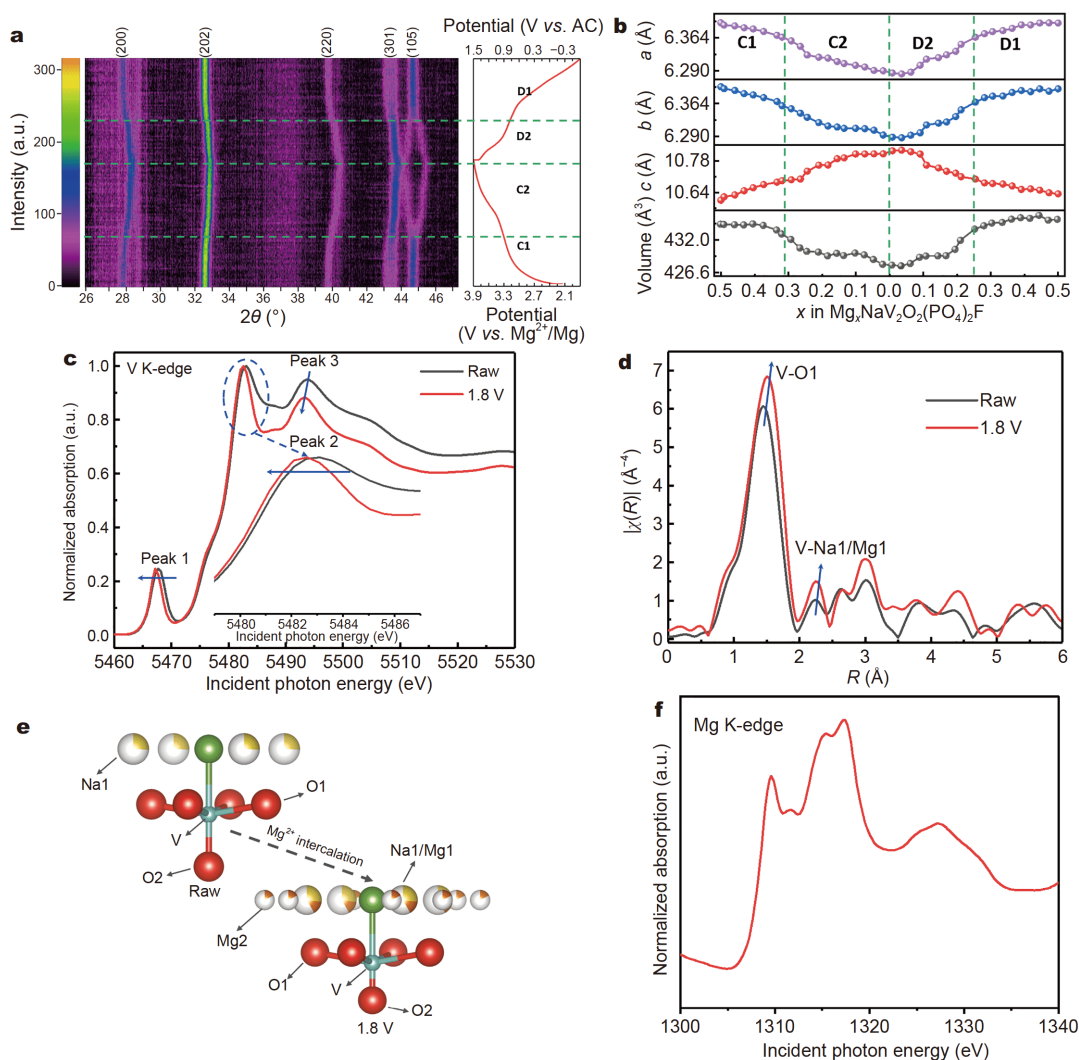 a
(200)
(202)
(220)
(301)
(105)
Potential (V vs. AC)
1.5 0.9 0.3 −0.3
Intensity (a.u.)
300
200
100
0
D1
D2
C2
C1
26 28 30 32 34 36 38 40 42 44 46
2θ (°)
3.9 3.3 2.7 2.1
Potential
(V vs. Mg²⁺/Mg)
b
C1 C2 D2 D1
a (Å)
6.364
6.290
b (Å)
6.364
6.290
c (Å)
10.78
10.64
Volume (Å³)
432.0
426.6
0.5 0.4 0.3 0.2 0.1 0.0 0.1 0.2 0.3 0.4 0.5
x in MgₓNaV₂O₂(PO₄)₂F
c
V K-edge
Peak 3
Raw
1.8 V
Peak 2
Peak 1
Normalized absorption (a.u.)
1.0
0.8
0.6
0.4
0.2
0.0
5480 5482 5484 5486
Incident photon energy (eV)
5460 5470 5480 5490 5500 5510 5520 5530
Incident photon energy (eV)
d
V-O1
Raw
1.8 V
V-Na1/Mg1
|χ(R)| (Å⁻⁴)
7
6
5
4
3
2
1
0
0 1 2 3 4 5 6
R (Å)
e
Na1
O1
V
O2
Raw
Mg²⁺ intercalation
Na1/Mg1
Mg2
O1
V
O2
1.8 V
f
Mg K-edge
Normalized absorption (a.u.)
1300 1310 1320 1330 1340
Incident photon energy (eV)